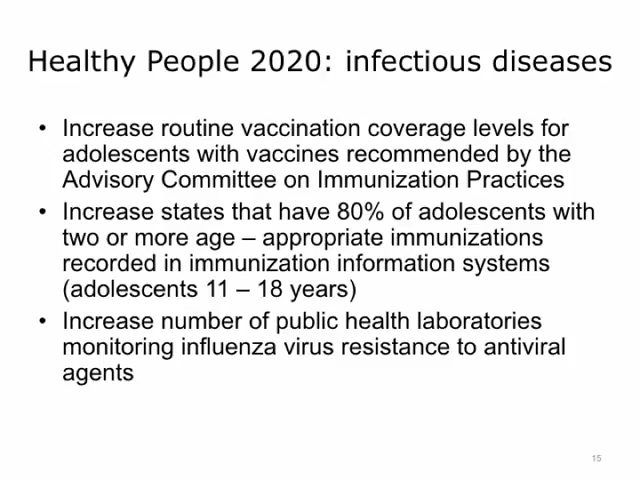 Healthy People 2020: infectious diseases
• Increase routine vaccination coverage levels for
adolescents with vaccines recommended by the
Advisory Committee on Immunization Practices
• Increase states that have 80% of adolescents with
two or more age – appropriate immunizations
recorded in immunization information systems
(adolescents 11 – 18 years)
• Increase number of public health laboratories
monitoring influenza virus resistance to antiviral
agents
15